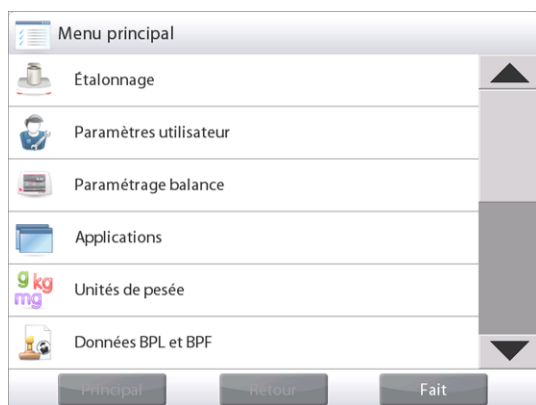 Menu principal
Étalonnage
Paramètres utilisateur
Paramétrage balance
Applications
g kg
mg
Unités de pesée
Données BPL et BPF
Principal Retour Fait